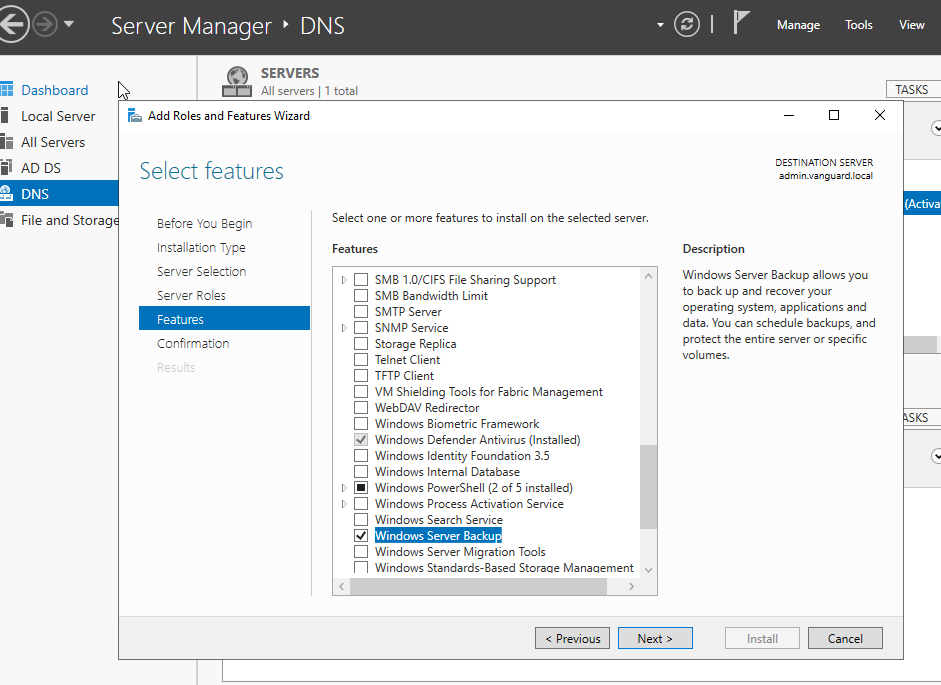 Server Manager ‣ DNS
Manage Tools View
Dashboard
Local Server
All Servers
AD DS
DNS
File and Storage
SERVERS
All servers | 1 total
TASKS
(Activa
ASKS
Add Roles and Features Wizard
Select features
DESTINATION SERVER
admin.vanguard.local
Before You Begin
Installation Type
Server Selection
Server Roles
Features
Confirmation
Results
Select one or more features to install on the selected server.
Features
SMB 1.0/CIFS File Sharing Support
SMB Bandwidth Limit
SMTP Server
SNMP Service
Storage Replica
Telnet Client
TFTP Client
VM Shielding Tools for Fabric Management
WebDAV Redirector
Windows Biometric Framework
Windows Defender Antivirus (Installed)
Windows Identity Foundation 3.5
Windows Internal Database
Windows PowerShell (2 of 5 installed)
Windows Process Activation Service
Windows Search Service
Windows Server Backup
Windows Server Migration Tools
Windows Standards-Based Storage Management
Description
Windows Server Backup allows you
to back up and recover your
operating system, applications and
data. You can schedule backups, and
protect the entire server or specific
volumes.
< Previous
Next >
Install
Cancel